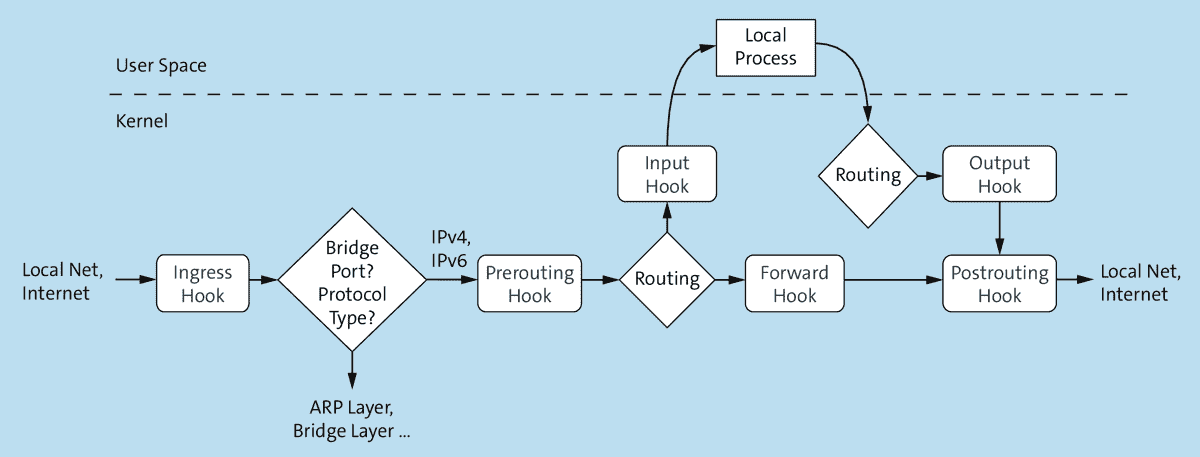 Local
Process
User Space
Kernel
Input
Hook
Routing
Output
Hook
Local Net,
Internet
Ingress
Hook
Bridge
Port?
Protocol
Type?
IPv4,
IPv6
Prerouting
Hook
Routing
Forward
Hook
Postrouting
Hook
Local Net,
Internet
ARP Layer,
Bridge Layer ...